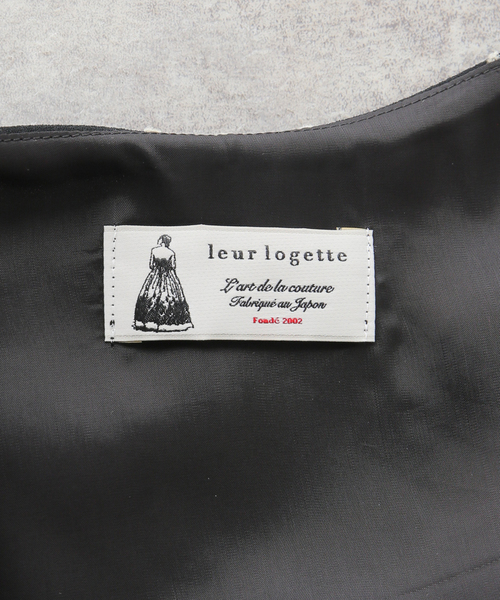 leur logette
L'art de la couture
Fabriqué au Japon
Fondé 2002